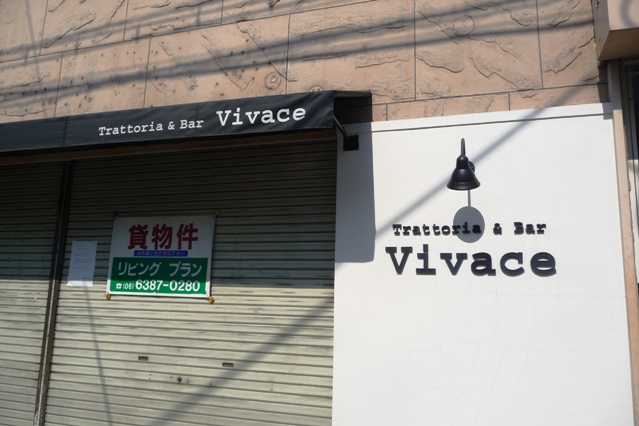 Trattoria & Bar Vivace
貸物件
リビング プラン
☎(06)6387-0280
Trattoria & Bar
Vivace